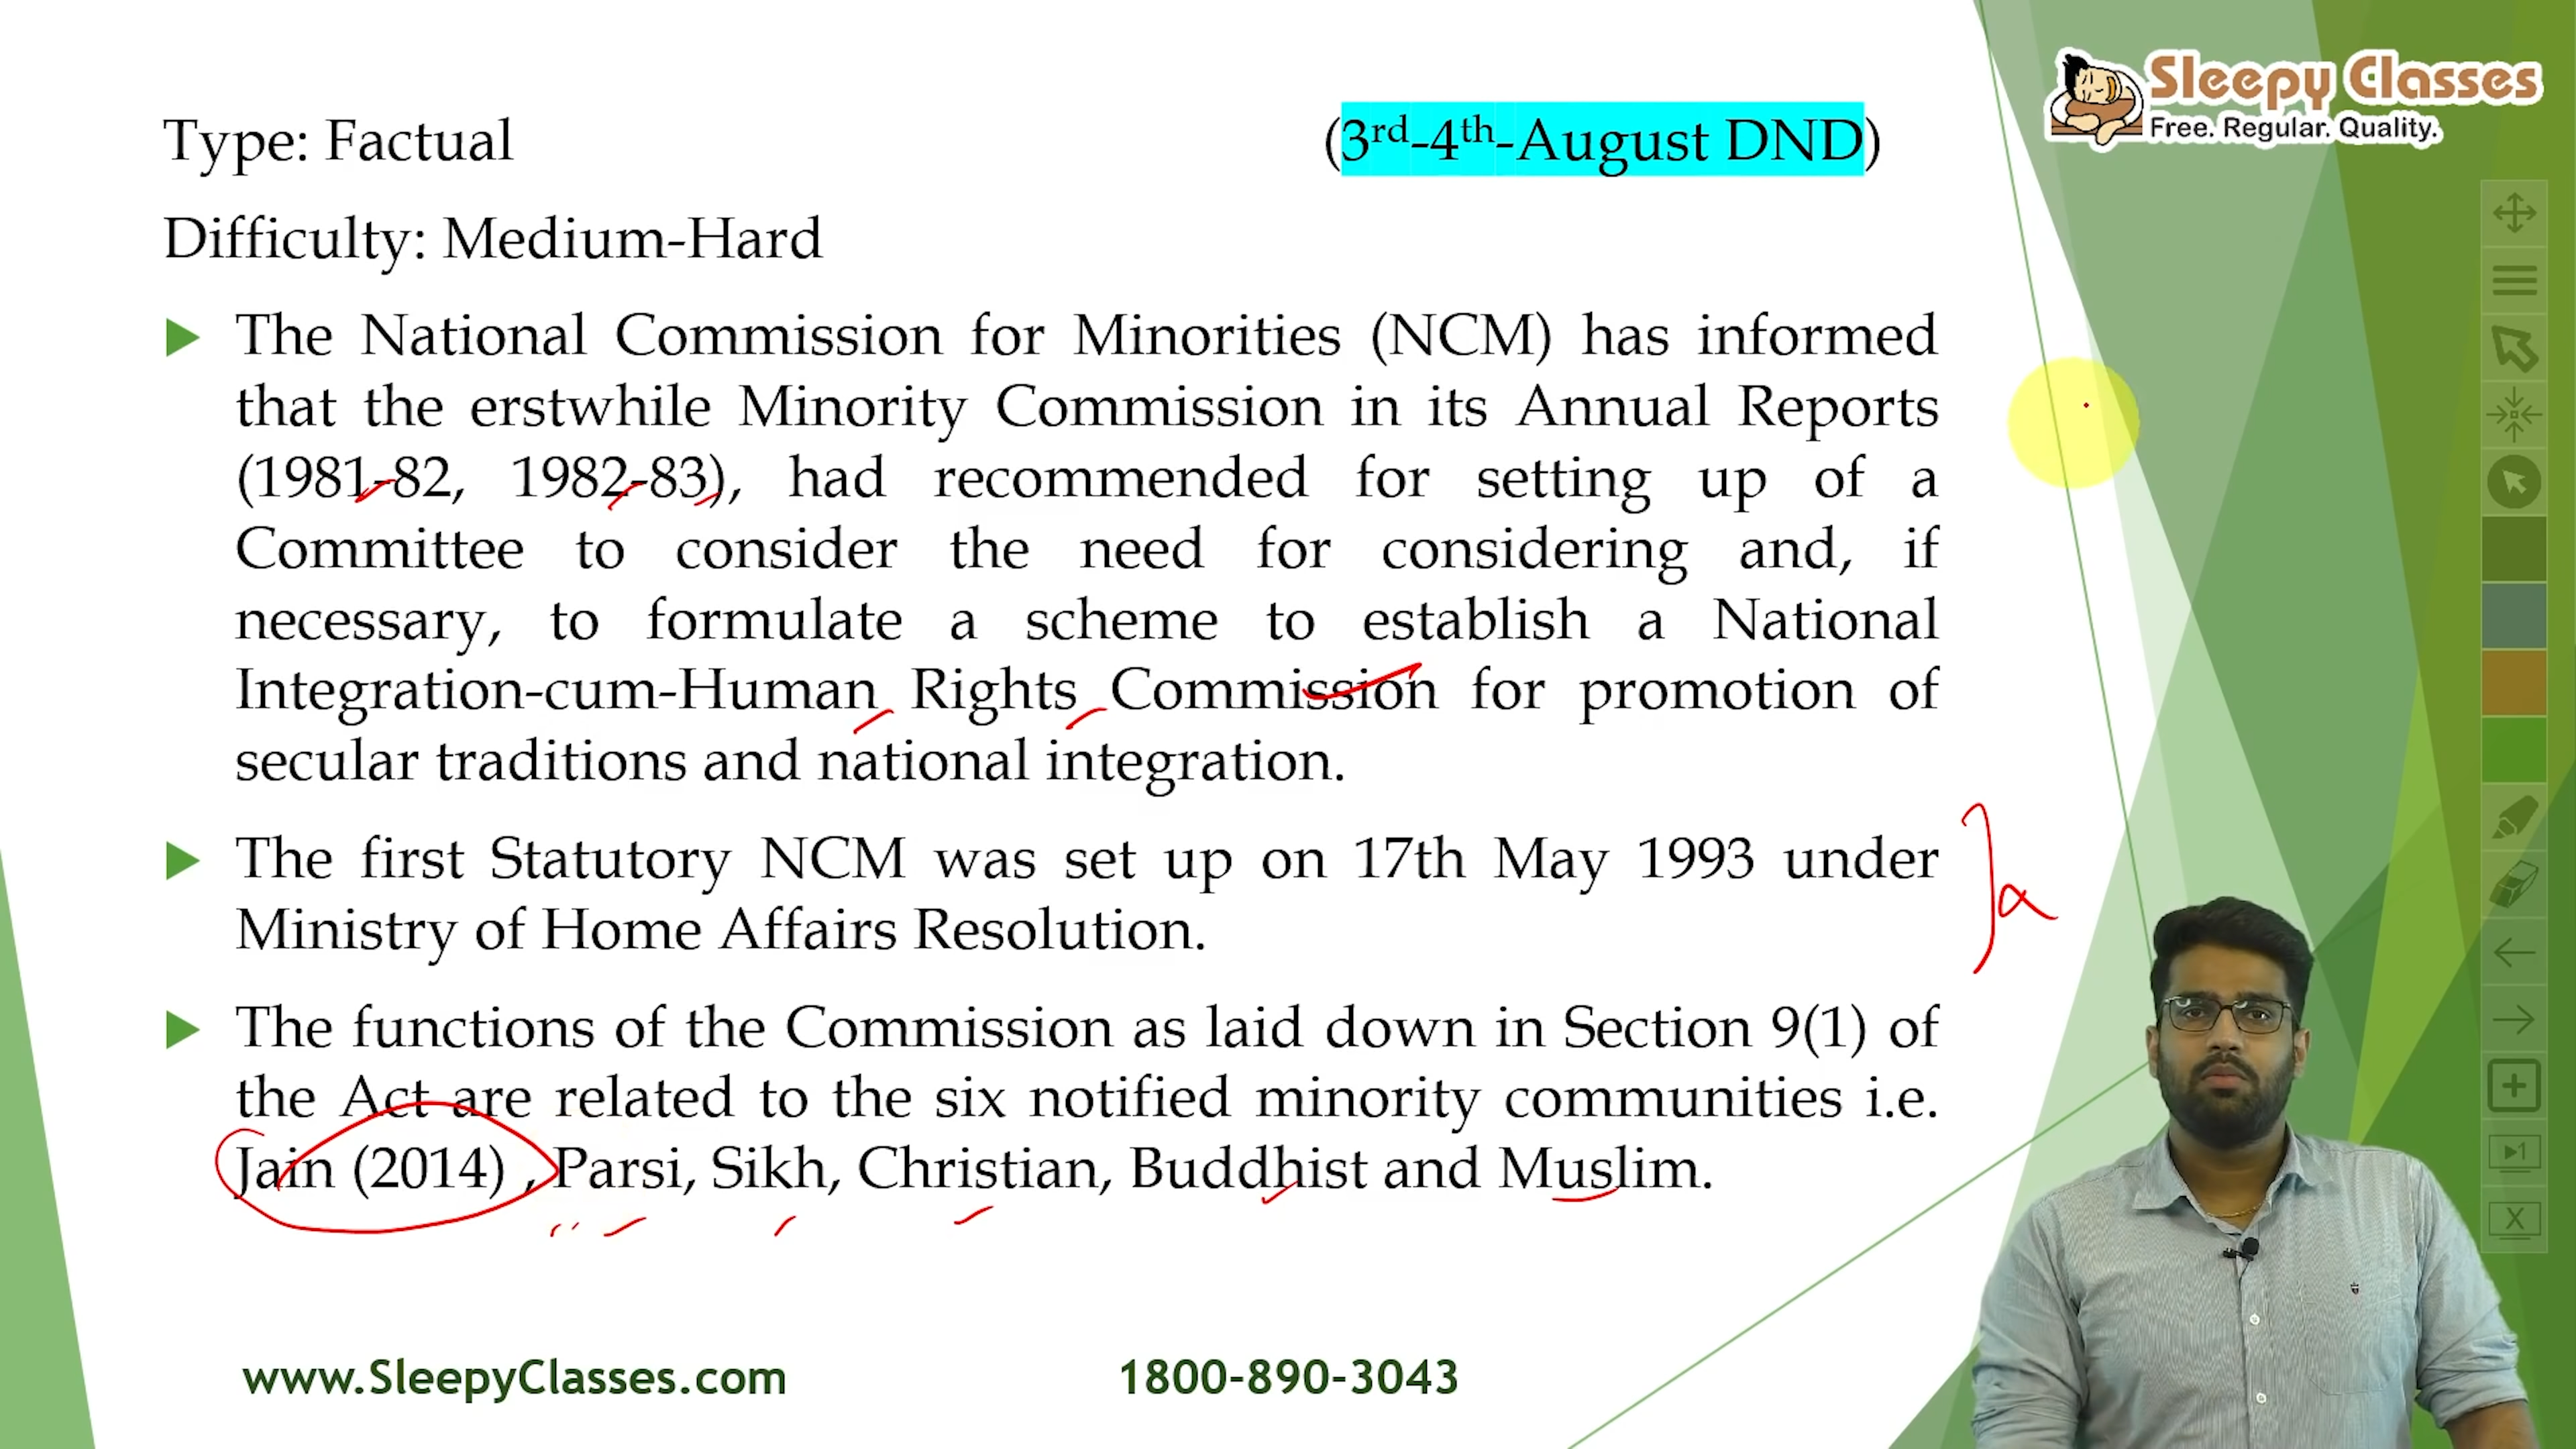 Sleepy Classes
Free. Regular. Quality.
Type: Factual (3rd-4th-August DND)
Difficulty: Medium-Hard
The National Commission for Minorities (NCM) has informed
that the erstwhile Minority Commission in its Annual Reports
(1981-82, 1982-83), had recommended for setting up of a
Committee to consider the need for considering and, if
necessary, to formulate a scheme to establish a National
Integration-cum-Human Rights Commission for promotion of
secular traditions and national integration.
The first Statutory NCM was set up on 17th May 1993 under
Ministry of Home Affairs Resolution.
The functions of the Commission as laid down in Section 9(1) of
the Act are related to the six notified minority communities i.e.
Jain (2014) , Parsi, Sikh, Christian, Buddhist and Muslim.
www.SleepyClasses.com 1800-890-3043